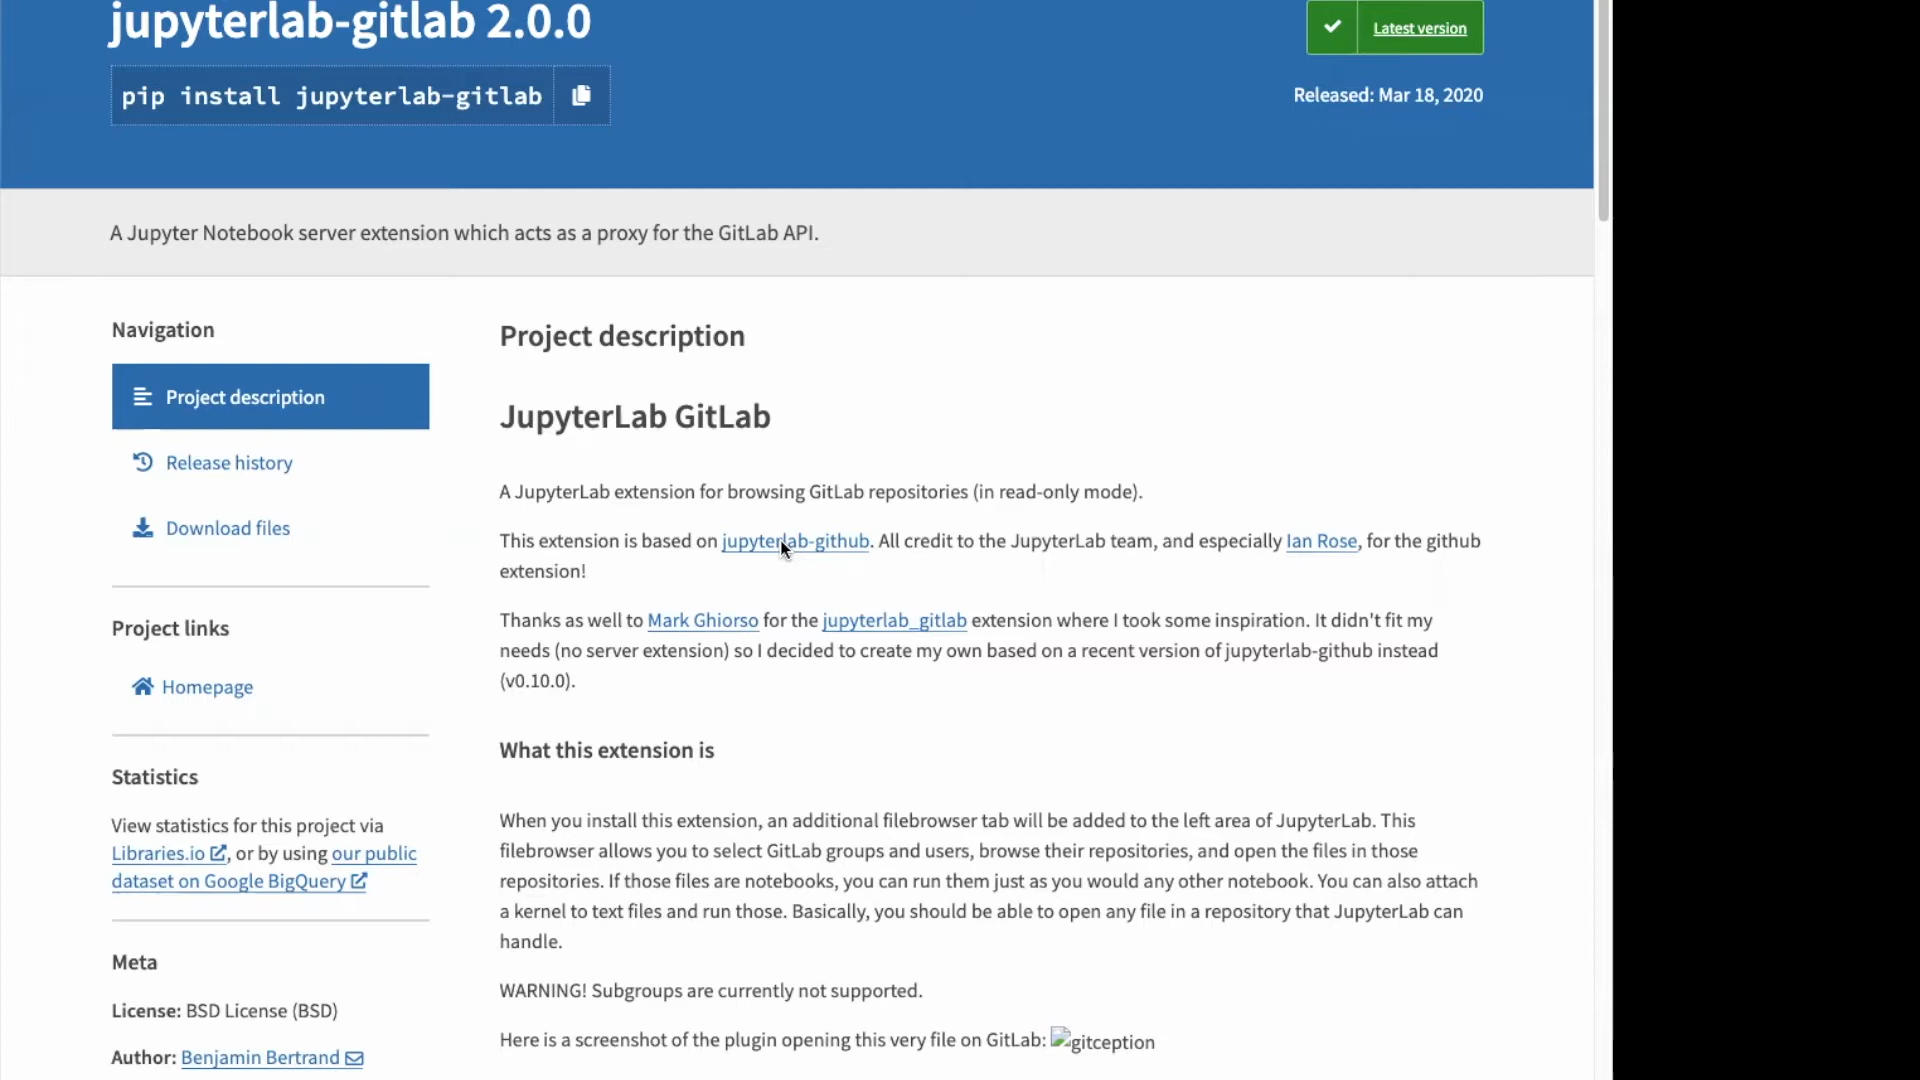 jupyterlab-gitlab 2.0.0
Latest version
pip install jupyterlab-gitlab
Released: Mar 18, 2020
A Jupyter Notebook server extension which acts as a proxy for the GitLab API.
Navigation
Project description
Release history
Download files
Project links
Homepage
Statistics
View statistics for this project via
Libraries.io, or by using our public
dataset on Google BigQuery
Meta
License: BSD License (BSD)
Author: Benjamin Bertrand
Project description
JupyterLab GitLab
A JupyterLab extension for browsing GitLab repositories (in read-only mode).
This extension is based on jupyterlab-github. All credit to the JupyterLab team, and especially Ian Rose, for the github
extension!
Thanks as well to Mark Ghiorso for the jupyterlab_gitlab extension where I took some inspiration. It didn't fit my
needs (no server extension) so I decided to create my own based on a recent version of jupyterlab-github instead
(v0.10.0).
What this extension is
When you install this extension, an additional filebrowser tab will be added to the left area of JupyterLab. This
filebrowser allows you to select GitLab groups and users, browse their repositories, and open the files in those
repositories. If those files are notebooks, you can run them just as you would any other notebook. You can also attach
a kernel to text files and run those. Basically, you should be able to open any file in a repository that JupyterLab can
handle.
WARNING! Subgroups are currently not supported.
Here is a screenshot of the plugin opening this very file on GitLab: gitception